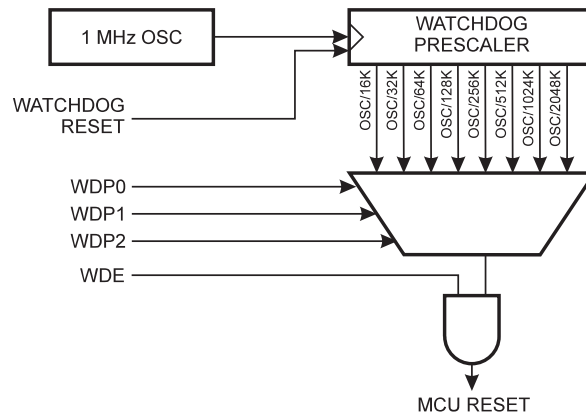 1 MHz OSC
WATCHDOG
PRESCALER
WATCHDOG
RESET
OSC/16K
OSC/32K
OSC/64K
OSC/128K
OSC/256K
OSC/512K
OSC/1024K
OSC/2048K
WDP0
WDP1
WDP2
WDE
MCU RESET